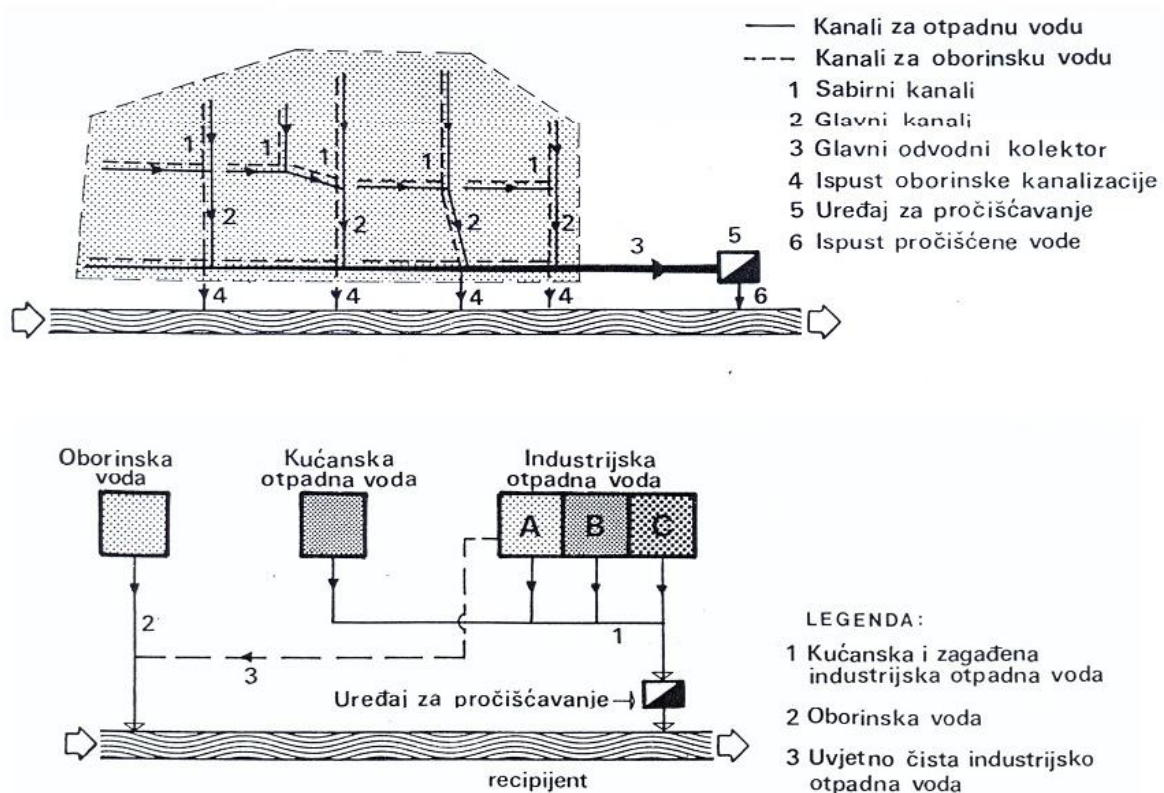 Kanali za otpadnu vodu
Kanali za oborinsku vodu
1 Sabirni kanali
2 Glavni kanali
3 Glavni odvodni kolektor
4 Ispust oborinske kanalizacije
5 Uređaj za pročišćavanje
6 Ispust pročišćene vode
1 1 1 1 1
2 2 2 2
3 5
4 4 4 4 6
Oborinska voda
Kućanska otpadna voda
Industrijska otpadna voda
A B C
2
1
3
Uređaj za pročišćavanje
recipijent
LEGENDA:
1 Kućanska i zagađena
industrijska otpadna voda
2 Oborinska voda
3 Uvjetno čista industrijsko
otpadna voda